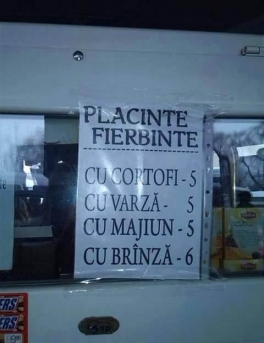 PLACINTE
FIERBINTE
CU CORTOFI - 5
CU VARZĂ - 5
CU MAJIUN - 5
CU BRÎNZĂ - 6